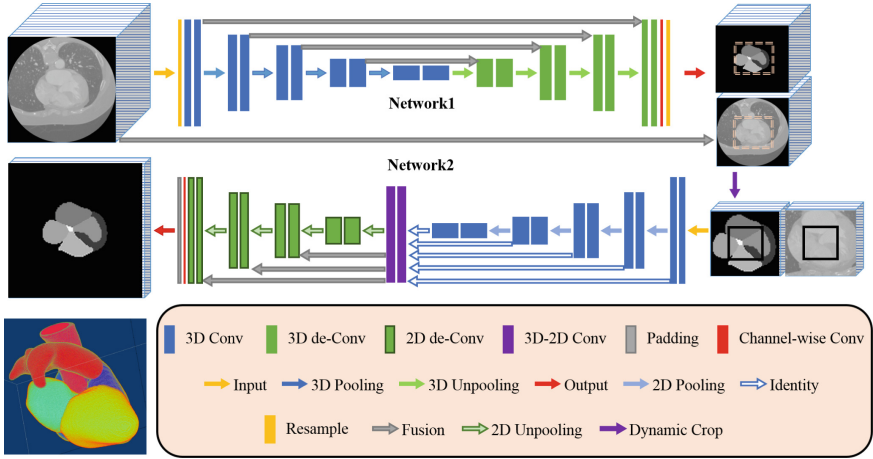 Network1
Network2
3D Conv 3D de-Conv 2D de-Conv 3D-2D Conv Padding Channel-wise Conv
Input 3D Pooling 3D Unpooling Output 2D Pooling Identity
Resample Fusion 2D Unpooling Dynamic Crop